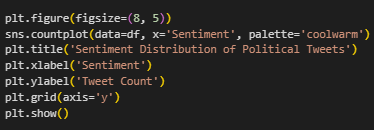 plt.figure(figsize=(8, 5))
sns.countplot(data=df, x='Sentiment', palette='coolwarm')
plt.title('Sentiment Distribution of Political Tweets')
plt.xlabel('Sentiment')
plt.ylabel('Tweet Count')
plt.grid(axis='y')
plt.show()